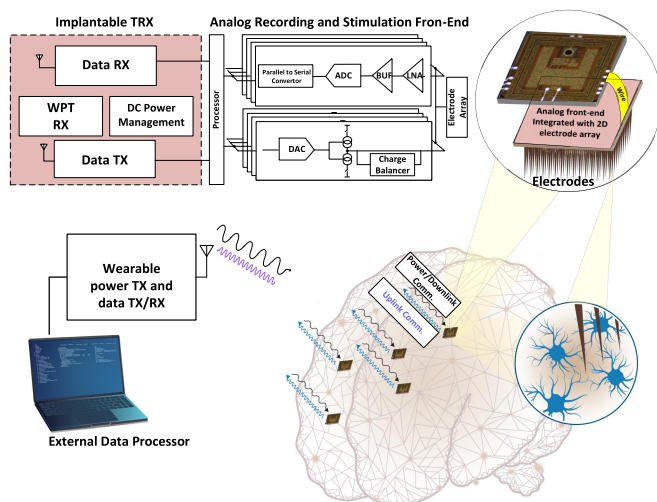 Implantable TRX
Analog Recording and Stimulation Fron-End
Data RX
WPT
RX
DC Power
Management
Data TX
Processor
Parallel to Serial
Convertor
ADC
BUF
LNA
Electrode
Array
DAC
Charge
Balancer
Wire
Analog front-end
Integrated with 2D
electrode array
Electrodes
Wearable
power TX and
data TX/RX
Power/Downlink
Comm.
Uplink Comm.
External Data Processor